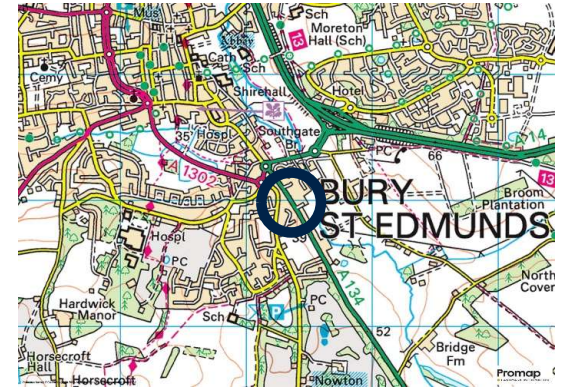 Mus
Abbey
Sch
Moreton
Hall (Sch)
13
Cath
Sch
Cemy
Shirehall
Hotel
35
Hospl
Southgate
Br
PC
66
A 14
13
A 1302
BURY
ST EDMUNDS
Broom
Plantation
Hospl
PC
59
A 134
North
Cover
Hardwick
Manor
Sch
P
PC
52
Horsecroft
Hall
Horsecroft
Nowton
Bridge
Fm
Promap